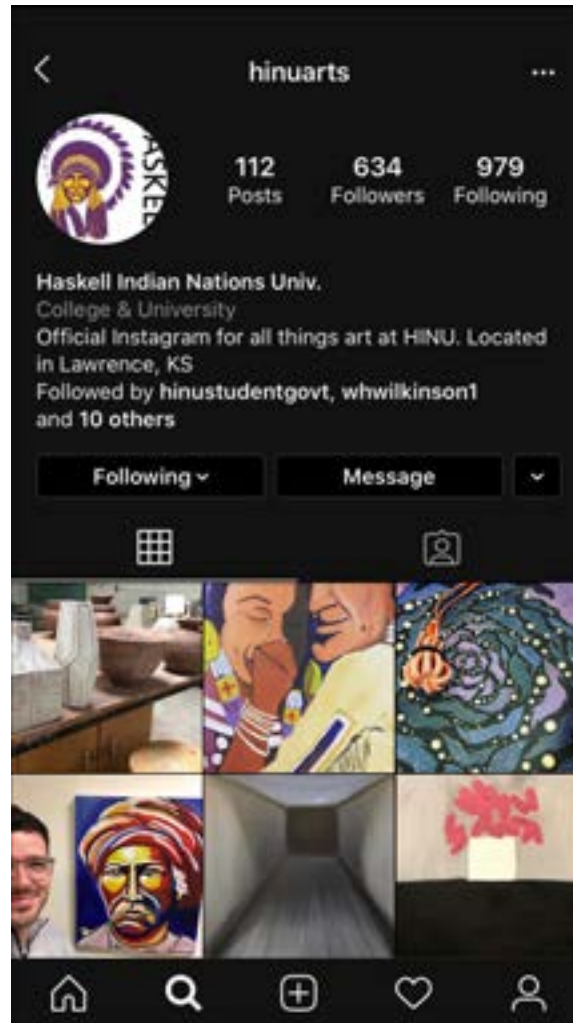 hinuarts
112 634 979
Posts Followers Following
HASKELL
Haskell Indian Nations Univ.
College & University
Official Instagram for all things art at HINU. Located
in Lawrence, KS
Followed by hinustudentgovt, whwilkinson1
and 10 others
Following Message